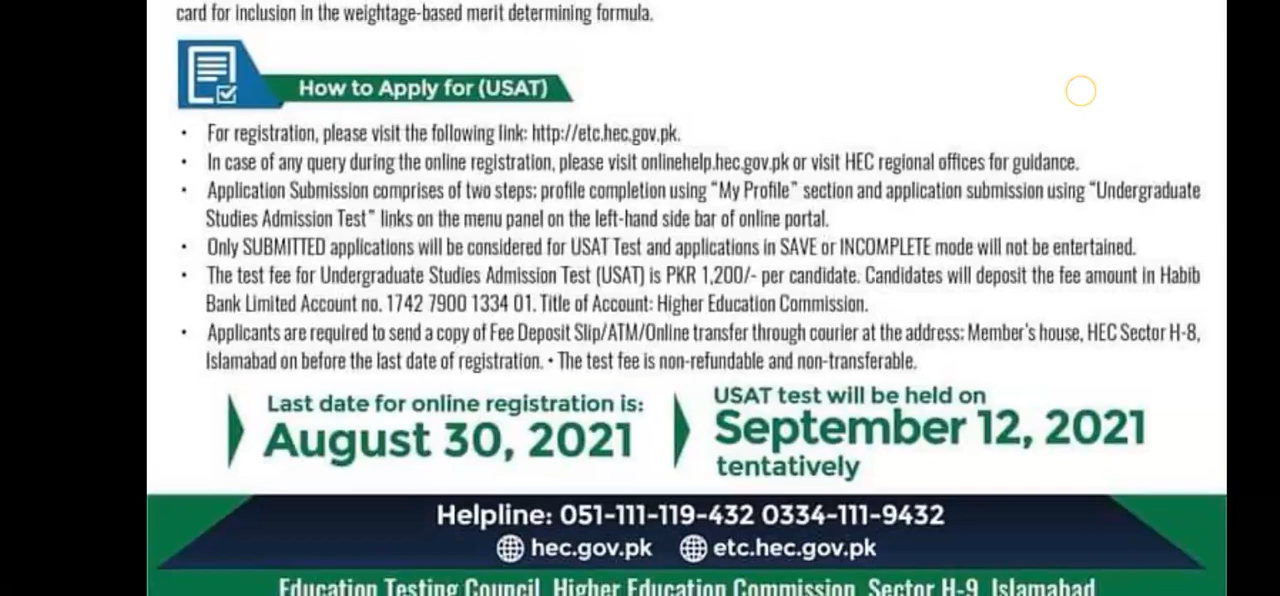 card for inclusion in the weightage-based merit determining formula.
How to Apply for (USAT)
• For registration, please visit the following link: http://etc.hec.gov.pk.
• In case of any query during the online registration, please visit onlinehelp.hec.gov.pk or visit HEC regional offices for guidance.
• Application Submission comprises of two steps; profile completion using "My Profile" section and application submission using "Undergraduate
Studies Admission Test" links on the menu panel on the left-hand side bar of online portal.
• Only SUBMITTED applications will be considered for USAT Test and applications in SAVE or INCOMPLETE mode will not be entertained.
• The test fee for Undergraduate Studies Admission Test (USAT) is PKR 1,200/- per candidate. Candidates will deposit the fee amount in Habib
Bank Limited Account no. 1742 7900 1334 01. Title of Account: Higher Education Commission.
• Applicants are required to send a copy of Fee Deposit Slip/ATM/Online transfer through courier at the address: Member's house, HEC Sector H-8,
Islamabad on before the last date of registration. • The test fee is non-refundable and non-transferable.
Last date for online registration is:
August 30, 2021
USAT test will be held on
September 12, 2021
tentatively
Helpline: 051-111-119-432 0334-111-9432
hec.gov.pk etc.hec.gov.pk
Education Testing Council, Higher Education Commission, Sector H-9, Islamabad